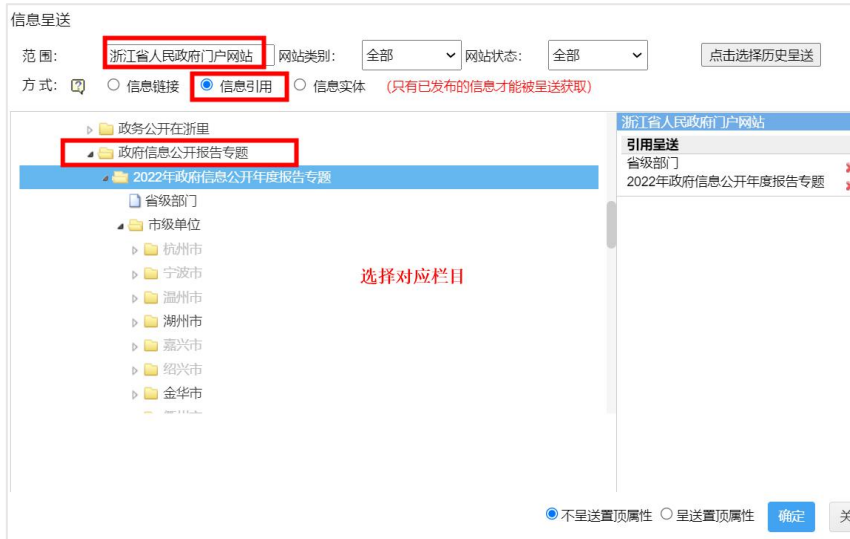 信息呈送
范围: 浙江省人民政府门户网站 网站类别: 全部 网站状态: 全部 点击选择历史呈送
方式: 信息链接 信息引用 信息实体 (只有已发布的信息才能被呈送获取)
政务公开在浙里
政府信息公开报告专题
2022年政府信息公开年度报告专题
省级部门
市级单位
杭州市
宁波市
温州市
湖州市
嘉兴市
绍兴市
金华市
选择对应栏目
浙江省人民政府门户网站
引用呈送
省级部门
2022年政府信息公开年度报告专题
不呈送置顶属性 呈送置顶属性 确定